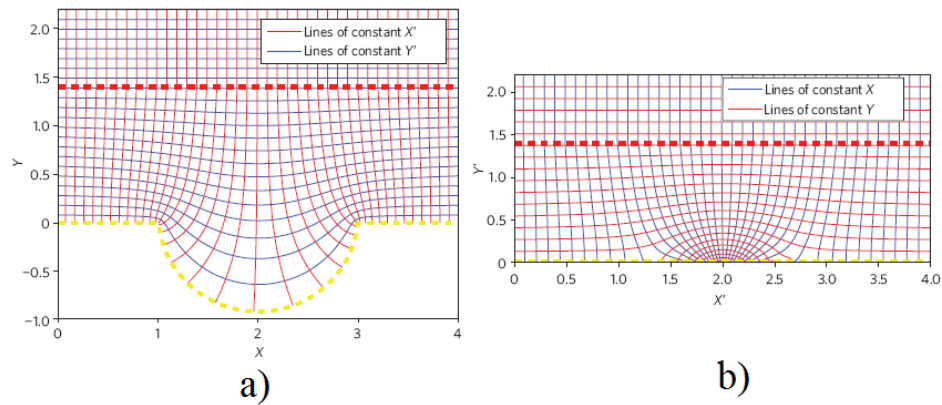 2.0
1.5
1.0
0.5
0
−0.5
−1.0
Y
0
1
2
3
4
X
Lines of constant X'
Lines of constant Y'
a)
2.0
1.5
1.0
0.5
0
Y'
0
0.5
1.0
1.5
2.0
2.5
3.0
3.5
4.0
X'
Lines of constant X
Lines of constant Y
b)